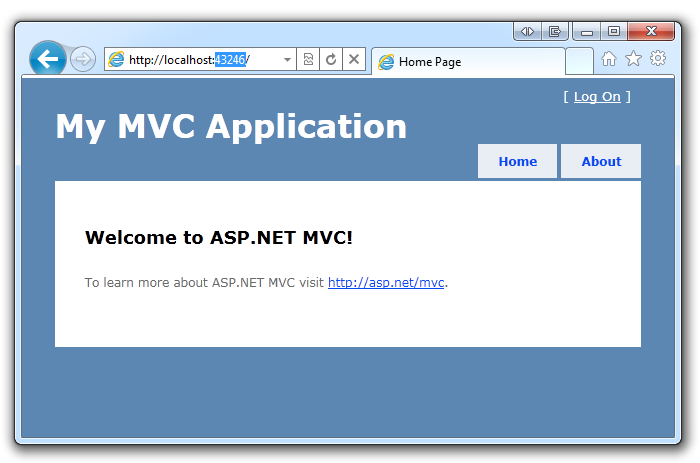 http://localhost:43246/
Home Page
[ Log On ]
My MVC Application
Home
About
Welcome to ASP.NET MVC!
To learn more about ASP.NET MVC visit http://asp.net/mvc.